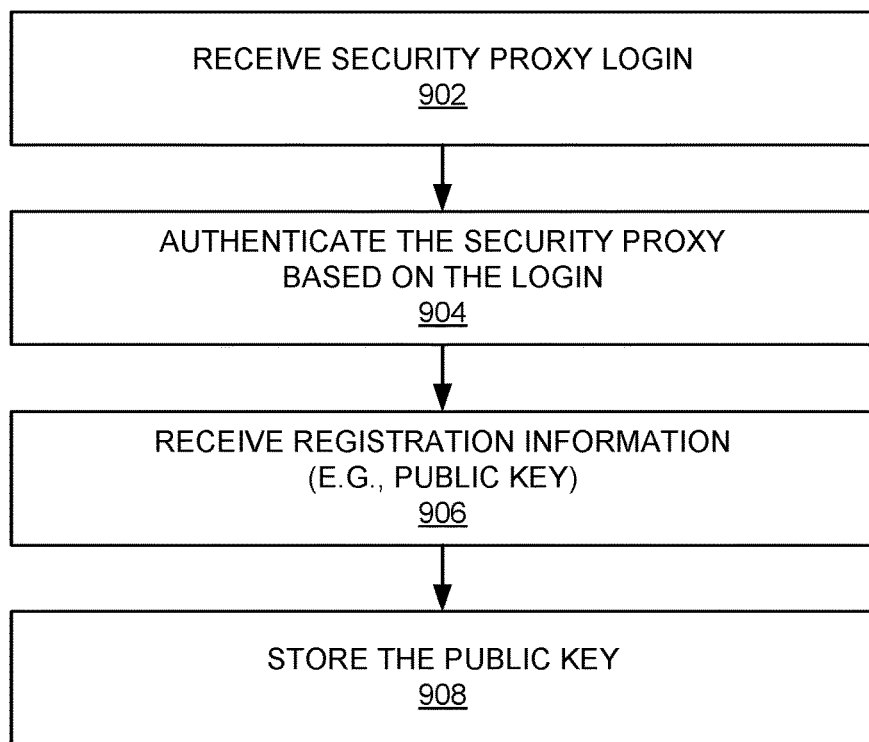 RECEIVE SECURITY PROXY LOGIN
902
AUTHENTICATE THE SECURITY PROXY
BASED ON THE LOGIN
904
RECEIVE REGISTRATION INFORMATION
(E.G., PUBLIC KEY)
906
STORE THE PUBLIC KEY
908